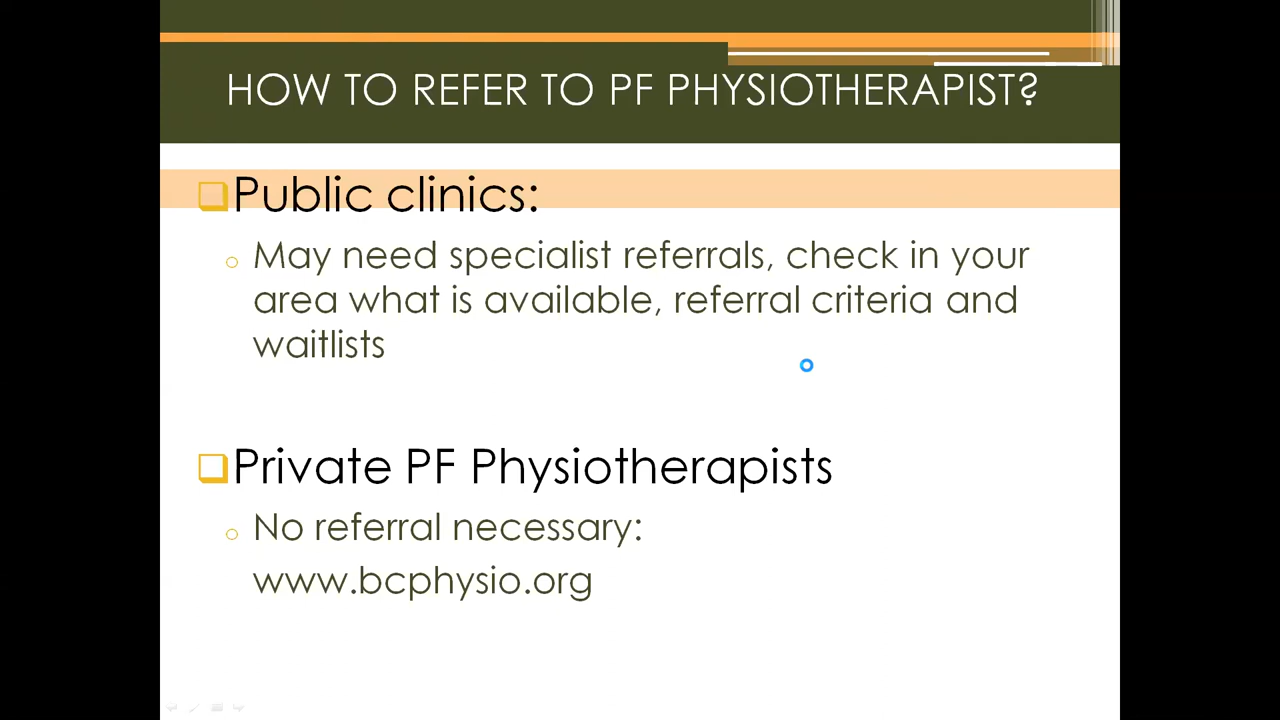 HOW TO REFER TO PF PHYSIOTHERAPIST?
Public clinics:
May need specialist referrals, check in your
area what is available, referral criteria and
waitlists
Private PF Physiotherapists
No referral necessary:
www.bcphysio.org